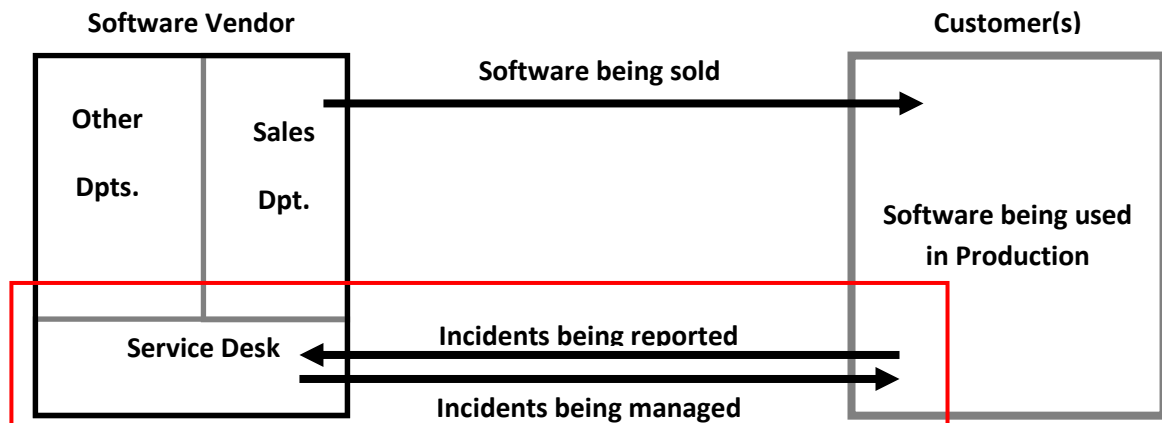 Software Vendor
Customer(s)
Software being sold
Other
Dpts.
Sales
Dpt.
Software being used
in Production
Service Desk
Incidents being reported
Incidents being managed